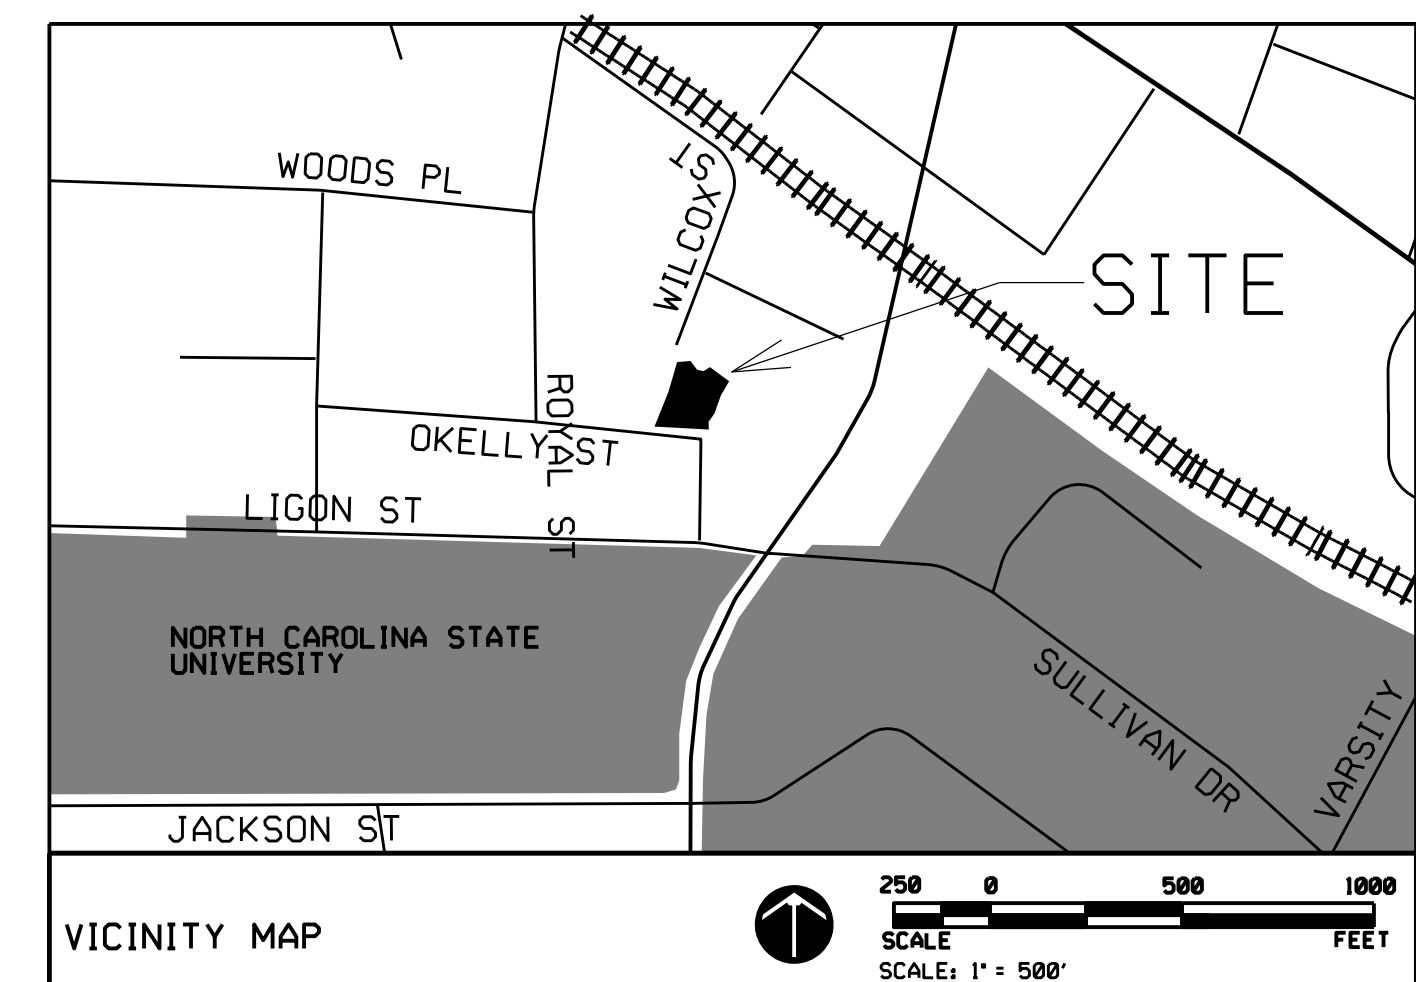 WOODS PL
WILCOX ST
SITE
ROYAL ST
OKELLY ST
LIGON ST
NORTH CAROLINA STATE
UNIVERSITY
SULLIVAN DR
VARSITY
JACKSON ST
VICINITY MAP
250 0 500 1000
SCALE FEET
SCALE: 1" = 500'